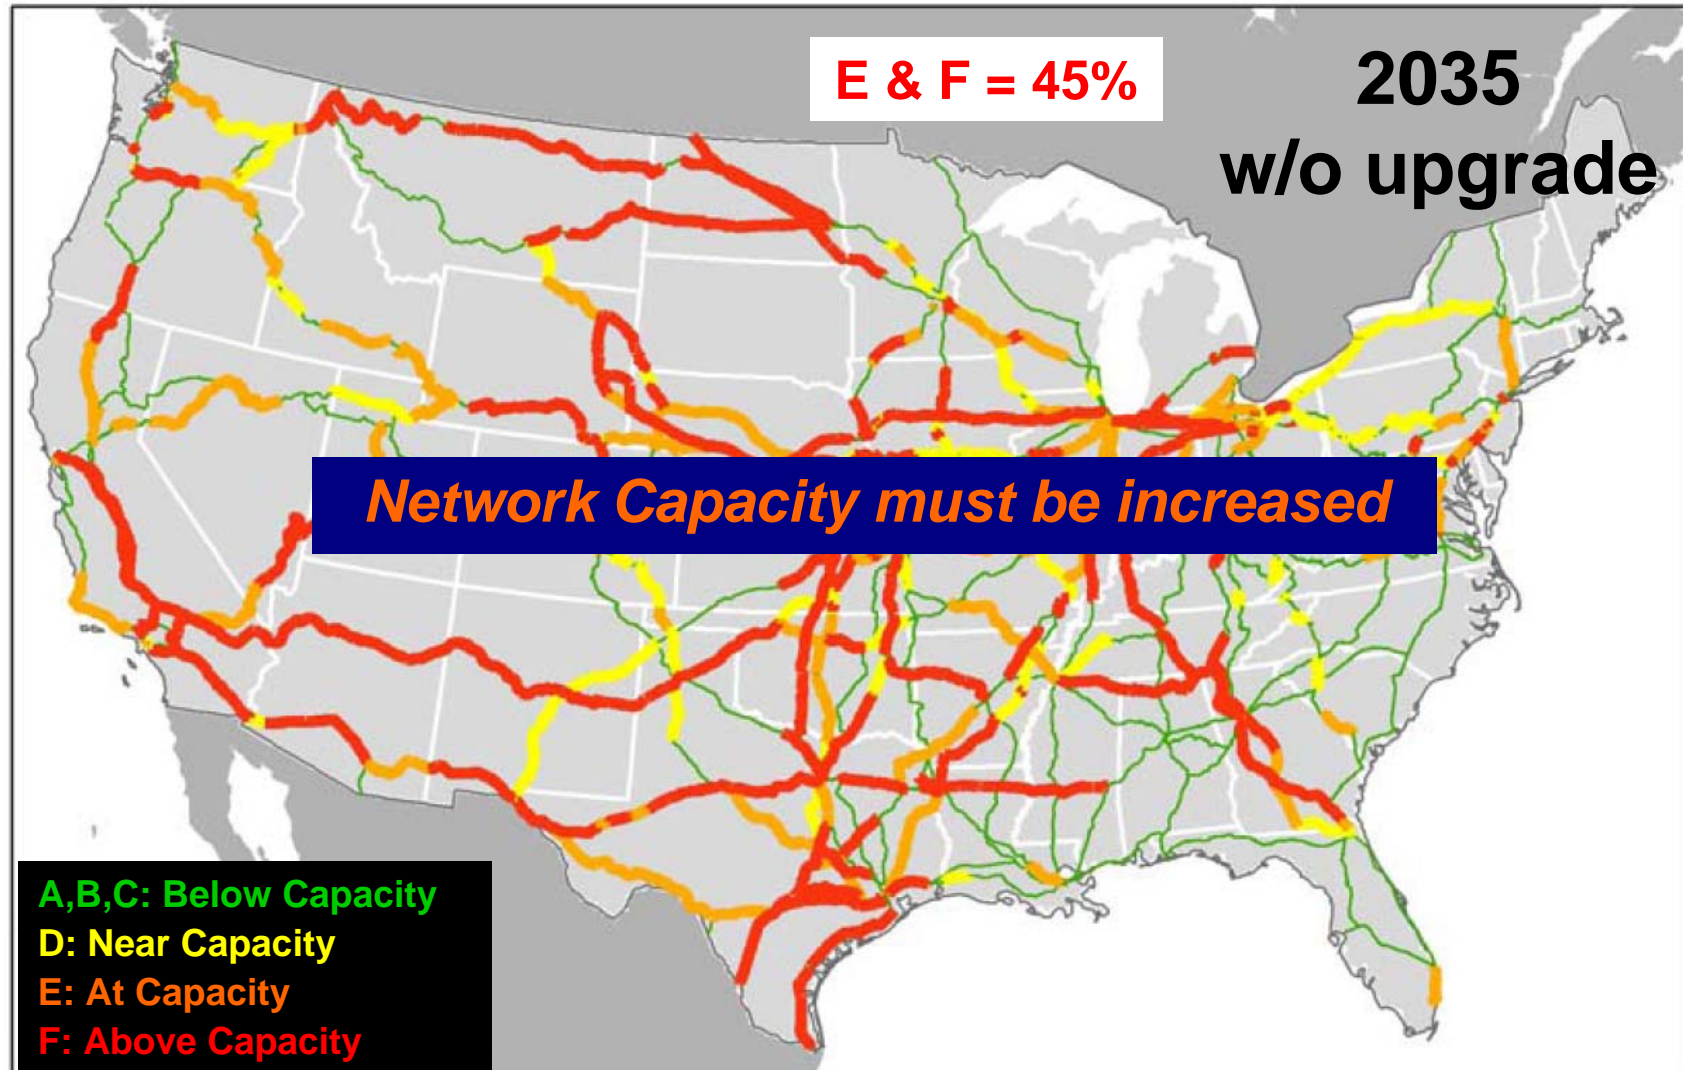 E & F = 45%
2035
w/o upgrade
Network Capacity must be increased
A,B,C: Below Capacity
D: Near Capacity
E: At Capacity
F: Above Capacity